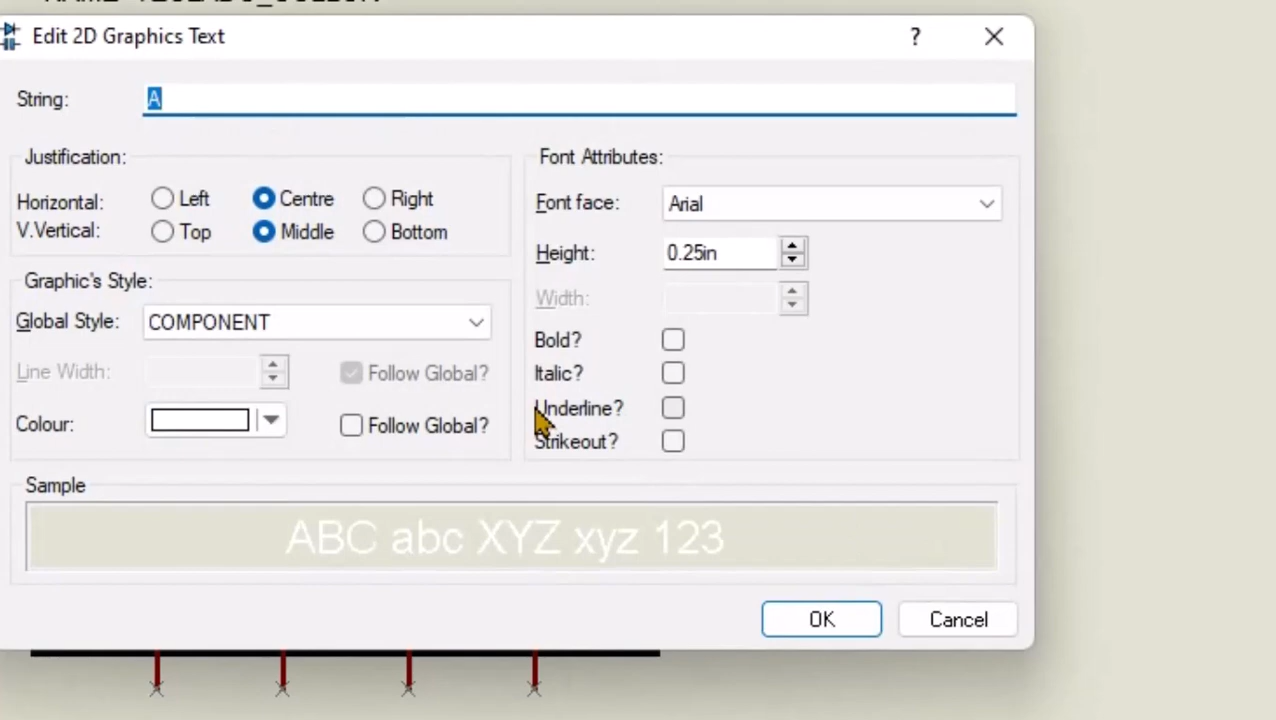 Edit 2D Graphics Text ?
String: A
Justification:
Horizontal: Left Centre Right
V.Vertical: Top Middle Bottom
Graphic's Style:
Global Style: COMPONENT
Line Width: Follow Global?
Colour: Follow Global?
Font Attributes:
Font face: Arial
Height: 0.25in
Width:
Bold?
Italic?
Underline?
Strikeout?
Sample
ABC abc XYZ xyz 123
OK Cancel